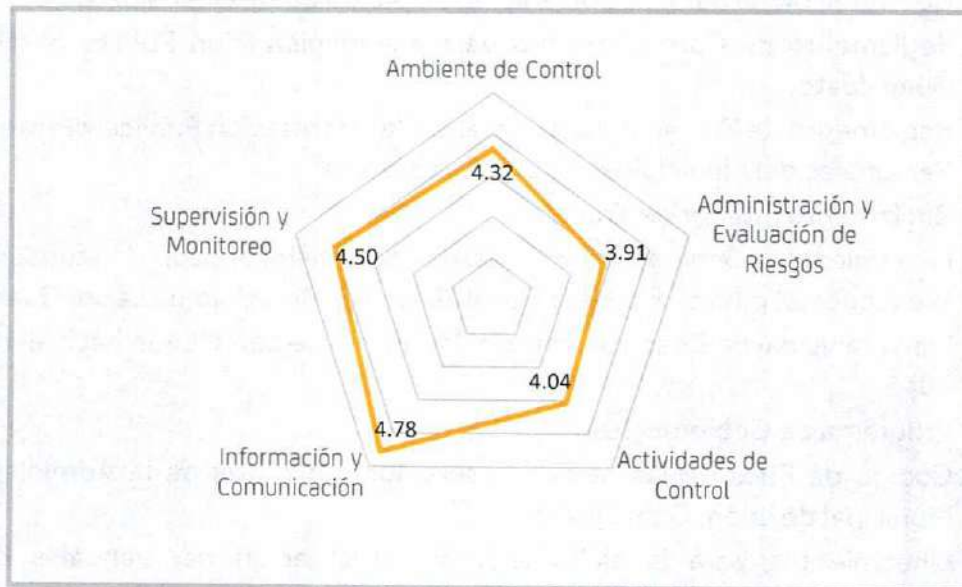 Ambiente de Control
4.32
Administración y
Evaluación de
Riesgos
3.91
Supervisión y
Monitoreo
4.50
4.04
4.78
Información y
Comunicación
Actividades de
Control